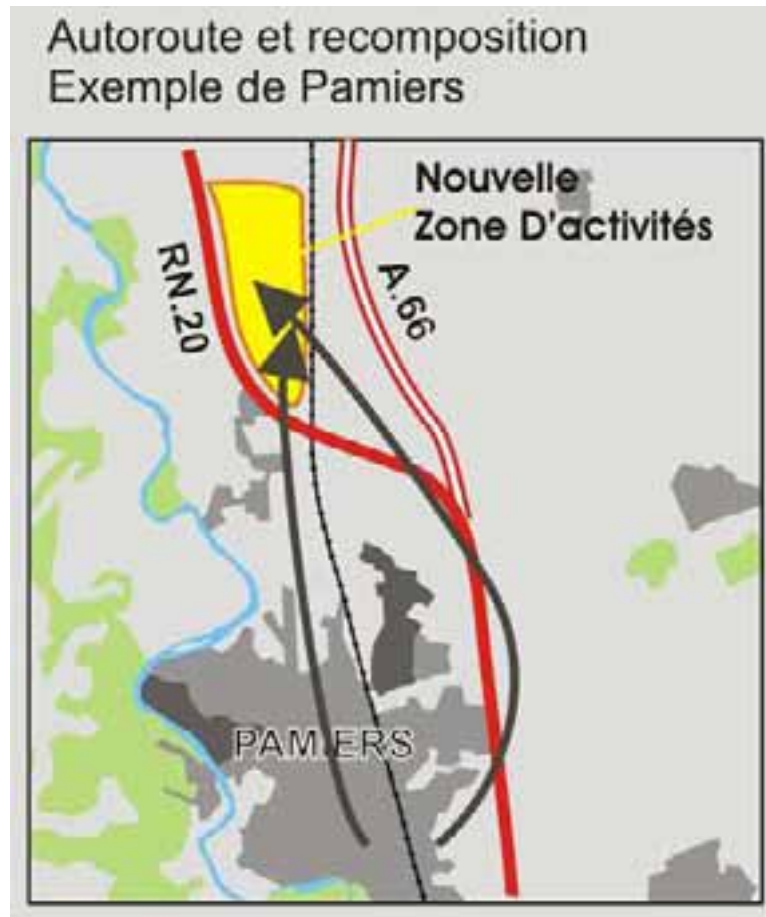 Autoroute et recomposition
Exemple de Pamiers
Nouvelle
Zone D'activités
RN.20
A.66
PAMIERS